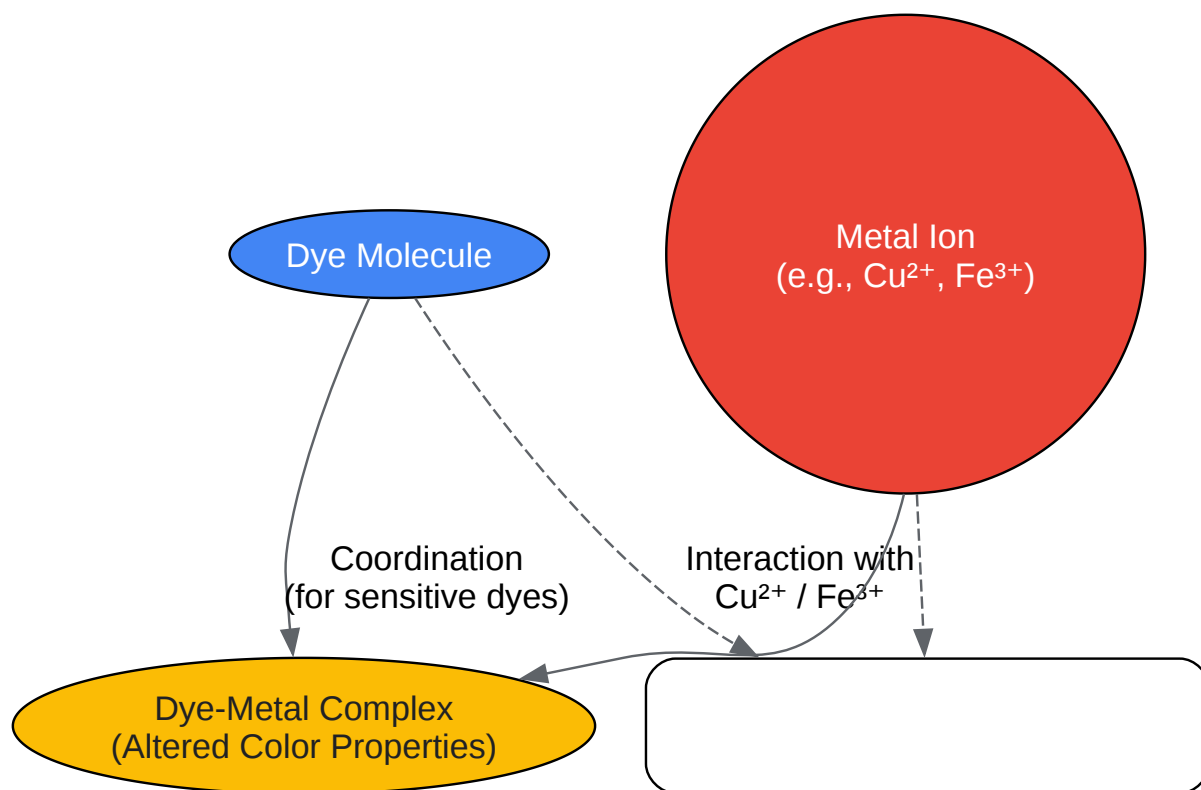 Dye Molecule
Metal Ion
(e.g., Cu²⁺, Fe³⁺)
Coordination
(for sensitive dyes)
Interaction with
Cu²⁺ / Fe³⁺
Dye-Metal Complex
(Altered Color Properties)